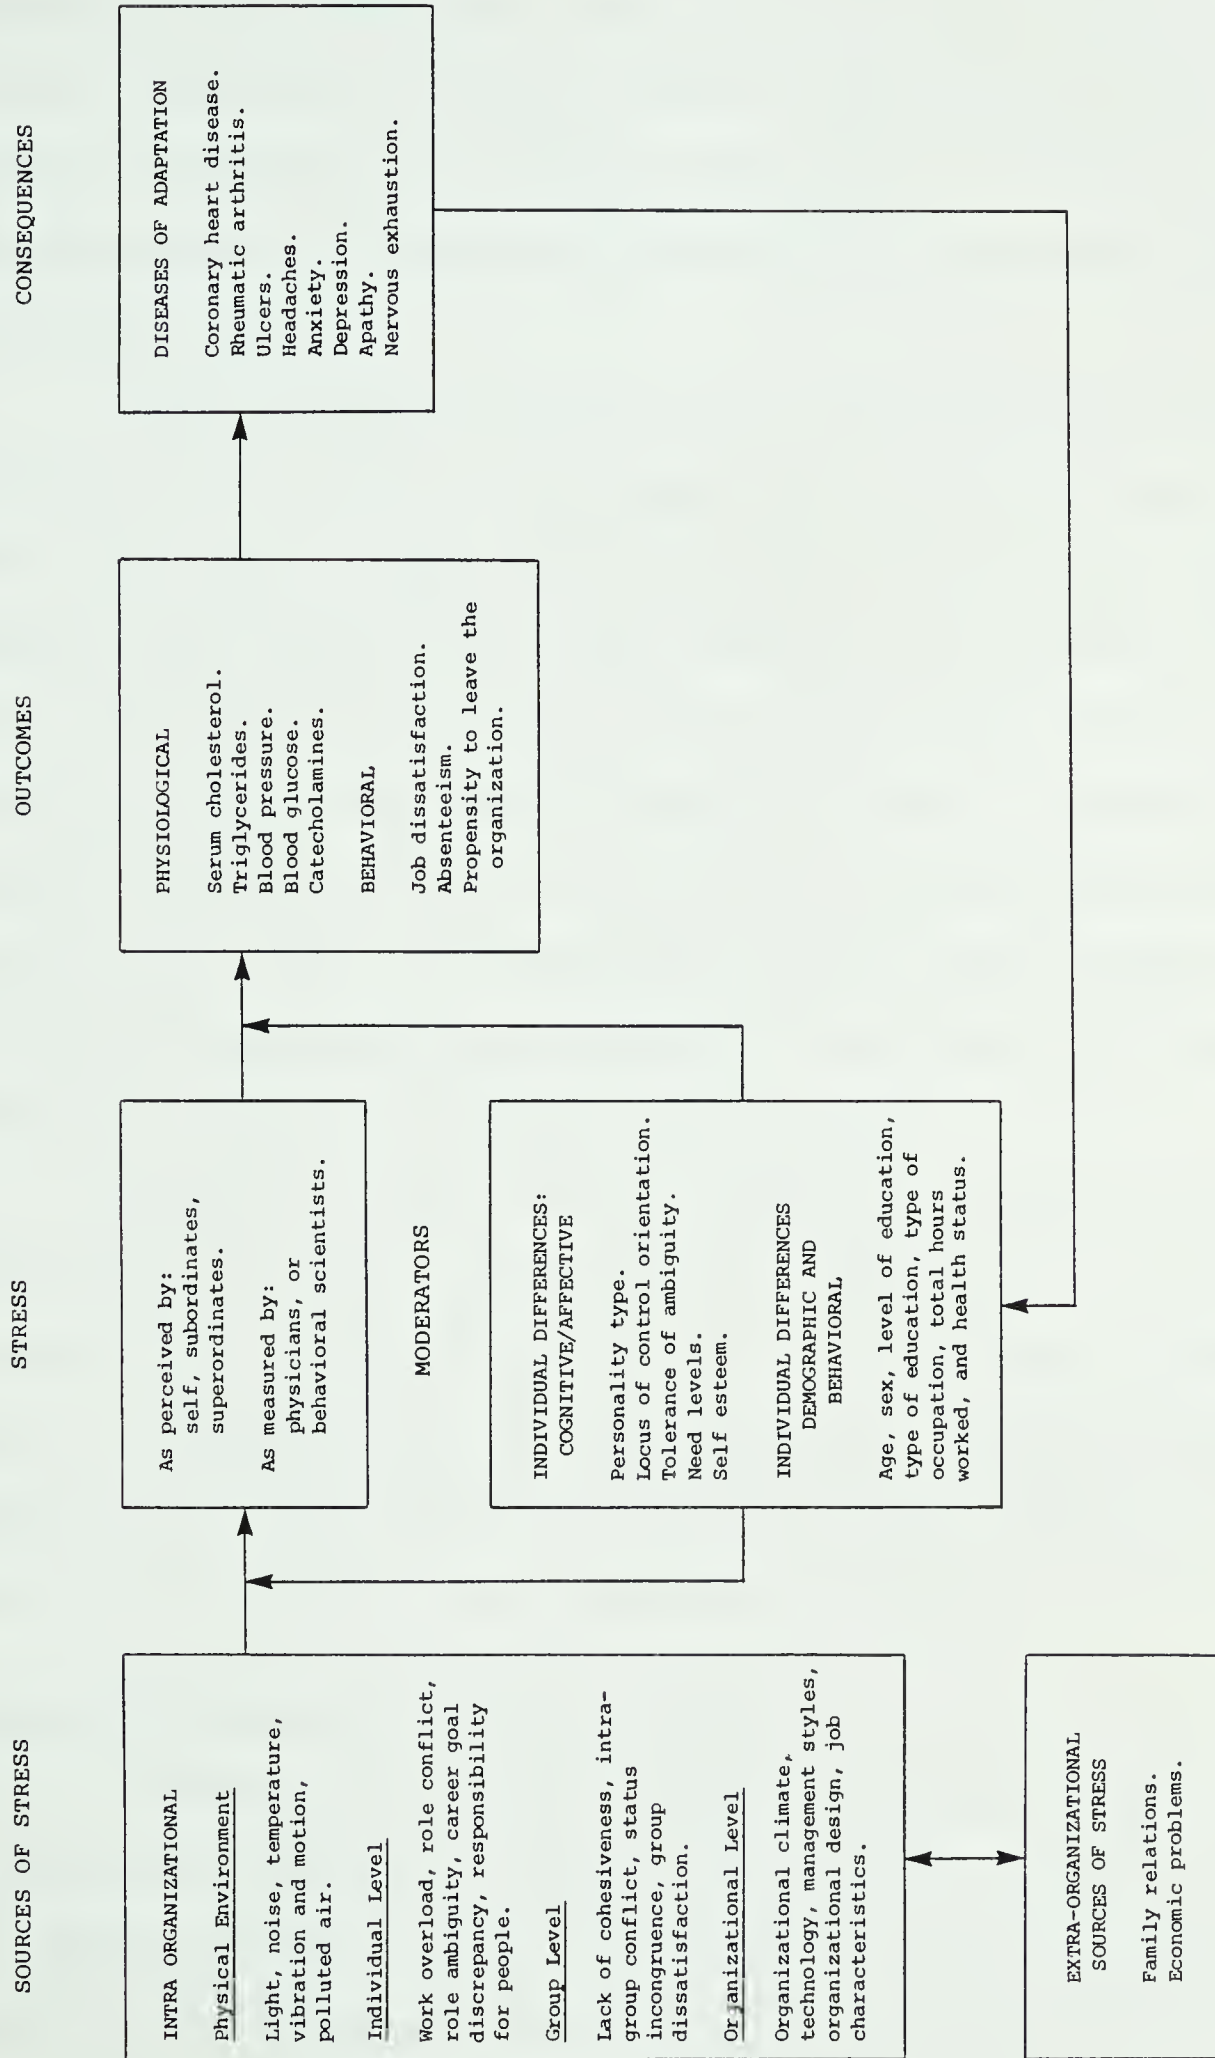 SOURCES OF STRESS
INTRA ORGANIZATIONAL
Physical Environment
Light, noise, temperature,
vibration and motion,
polluted air.
Individual Level
Work overload, role conflict,
role ambiguity, career goal
discrepancy, responsibility
for people.
Group Level
Lack of cohesiveness, intra-
group conflict, status
incongruence, group
dissatisfaction.
Organizational Level
Organizational climate,
technology, management styles,
organizational design, job
characteristics.
EXTRA-ORGANIZATIONAL
SOURCES OF STRESS
Family relations.
Economic problems.
STRESS
As perceived by:
self, subordinates,
superordinates.
As measured by:
physicians, or
behavioral scientists.
MODERATORS
INDIVIDUAL DIFFERENCES:
COGNITIVE/AFFECTIVE
Personality type.
Locus of control orientation.
Tolerance of ambiguity.
Need levels.
Self esteem.
INDIVIDUAL DIFFERENCES
DEMOGRAPHIC AND
BEHAVIORAL
Age, sex, level of education,
type of education, type of
occupation, total hours
worked, and health status.
OUTCOMES
PHYSIOLOGICAL
Serum cholesterol.
Triglycerides.
Blood pressure.
Blood glucose.
Catecholamines.
BEHAVIORAL
Job dissatisfaction.
Absenteeism.
Propensity to leave the
organization.
CONSEQUENCES
DISEASES OF ADAPTATION
Coronary heart disease.
Rheumatic arthritis.
Ulcers.
Headaches.
Anxiety.
Depression.
Apathy.
Nervous exhaustion.